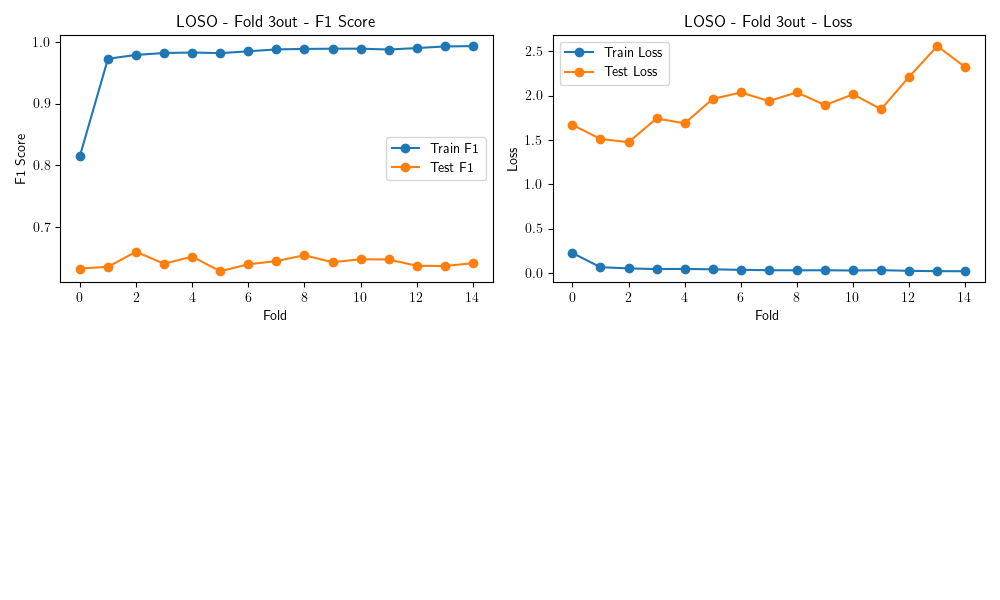 LOSO - Fold 3out - F1 Score
1.0
0.9
0.8
0.7
F1 Score
Train F1
Test F1
0 2 4 6 8 10 12 14
Fold
LOSO - Fold 3out - Loss
2.5
2.0
1.5
1.0
0.5
0.0
Loss
Train Loss
Test Loss
0 2 4 6 8 10 12 14
Fold